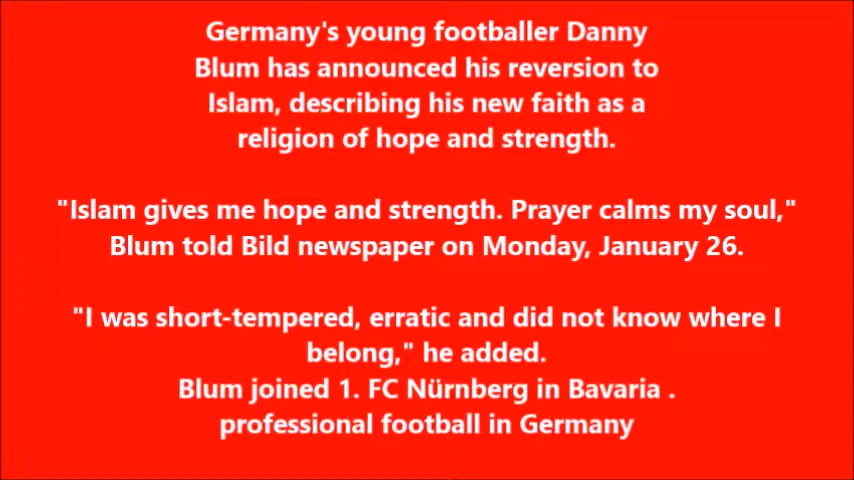 Germany's young footballer Danny
Blum has announced his reversion to
Islam, describing his new faith as a
religion of hope and strength.
"Islam gives me hope and strength. Prayer calms my soul,"
Blum told Bild newspaper on Monday, January 26.
"I was short-tempered, erratic and did not know where I
belong," he added.
Blum joined 1. FC Nürnberg in Bavaria .
professional football in Germany